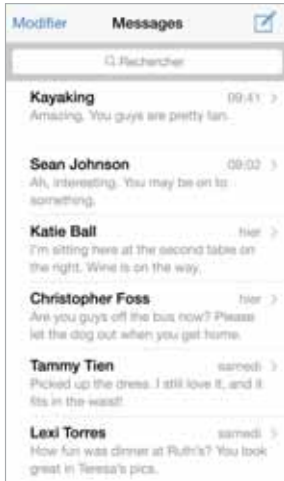 Modifier Messages
Rechercher
Kayaking 09:41
Amazing. You guys are pretty tan.
Sean Johnson 09:02
Ah, interesting. You may be on to
something.
Katie Ball hier
I'm sitting here at the second table on
the right. Wine is on the way.
Christopher Foss hier
Are you guys off the bus now? Please
let the dog out when you get home.
Tammy Tien samedi
Picked up the dress. I still love it, and it
fits in the waist!
Lexi Torres samedi
How fun was dinner at Ruth's? You look
great in Teresa's pics.